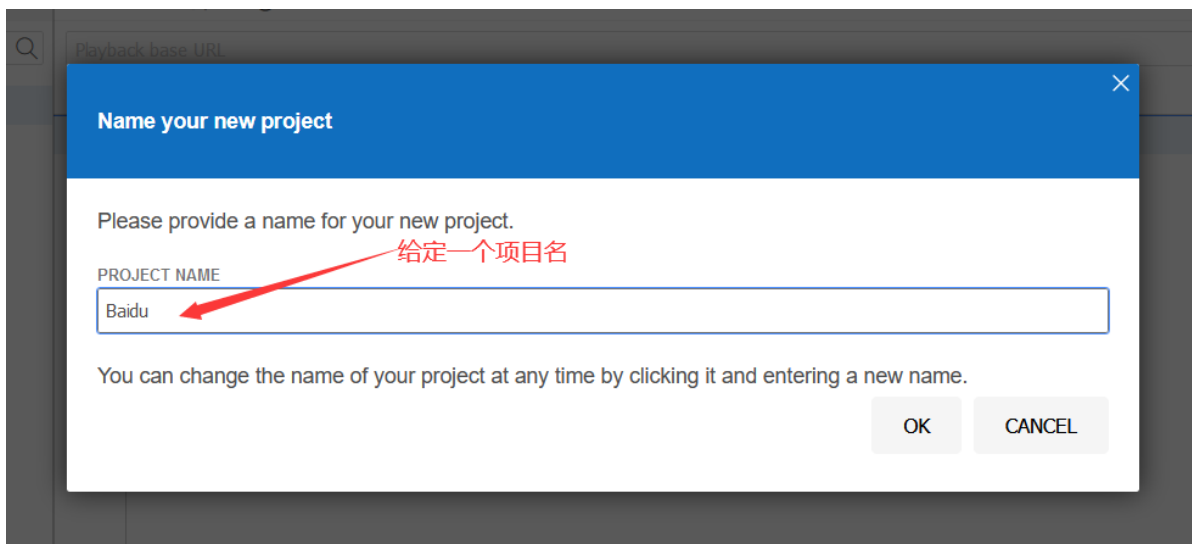 Playback base URL
Name your new project
Please provide a name for your new project.
给定一个项目名
PROJECT NAME
Baidu
You can change the name of your project at any time by clicking it and entering a new name.
OK
CANCEL